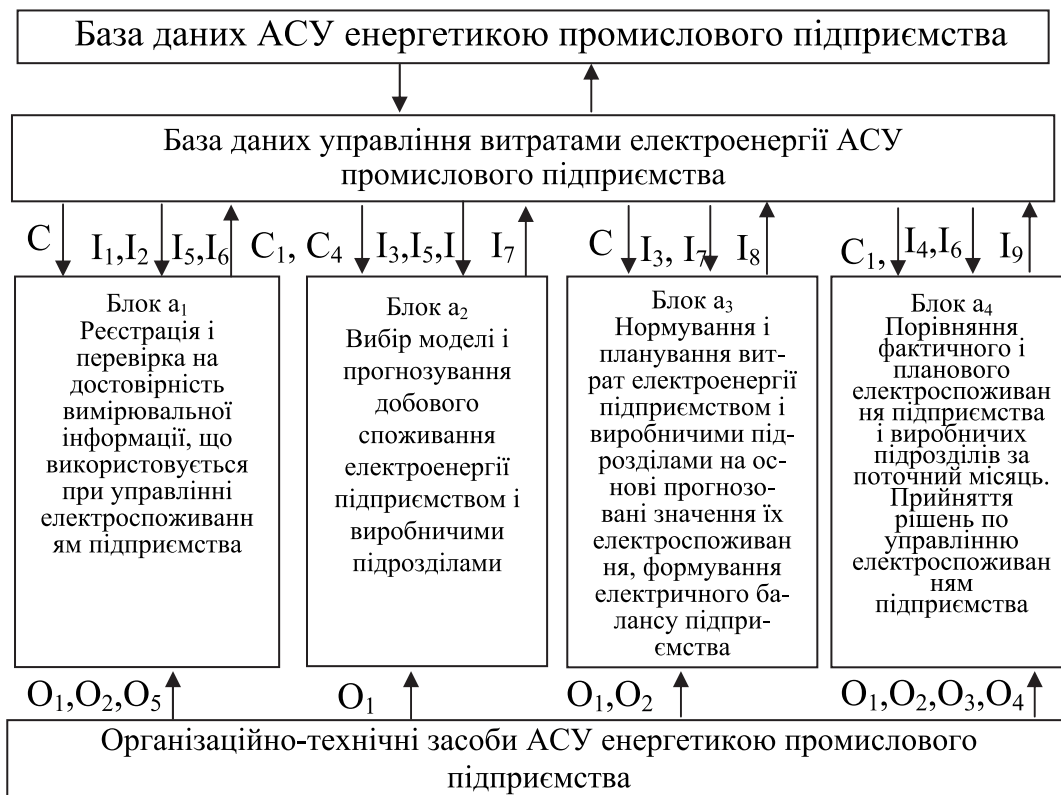 База даних АСУ енергетикою промислового підприємства
База даних управління витратами електроенергії АСУ
промислового підприємства
C
I1,I2
I5,I6
C1, C4
I3,I5,I
I7
C
I3, I7
I8
C1,
I4,I6
I9
Блок а1
Реєстрація і
перевірка на
достовірність
вимірювальної
інформації, що
використовується
при управлінні
електроспоживанн
ям підприємства
Блок а2
Вибір моделі і
прогнозування
добового
споживання
електроенергії
підприємством і
виробничими
підрозділами
Блок а3
Нормування і
планування вит-
рат електроенергії
підприємством і
виробничими під-
розділами на ос-
нові прогнозо-
вані значення їх
електроспоживан
ня, формування
електричного ба-
лансу підпри-
ємства
Блок а4
Порівняння
фактичного і
планового
електроспоживан
ня підприємства
і виробничих
підрозділів за
поточний місяць.
Прийняття
рішень по
управлінню
електроспоживан
ням
підприємства
O1,O2,O5
O1
O1,O2
O1,O2,O3,O4
Організаційно-технічні засоби АСУ енергетикою промислового
підприємства